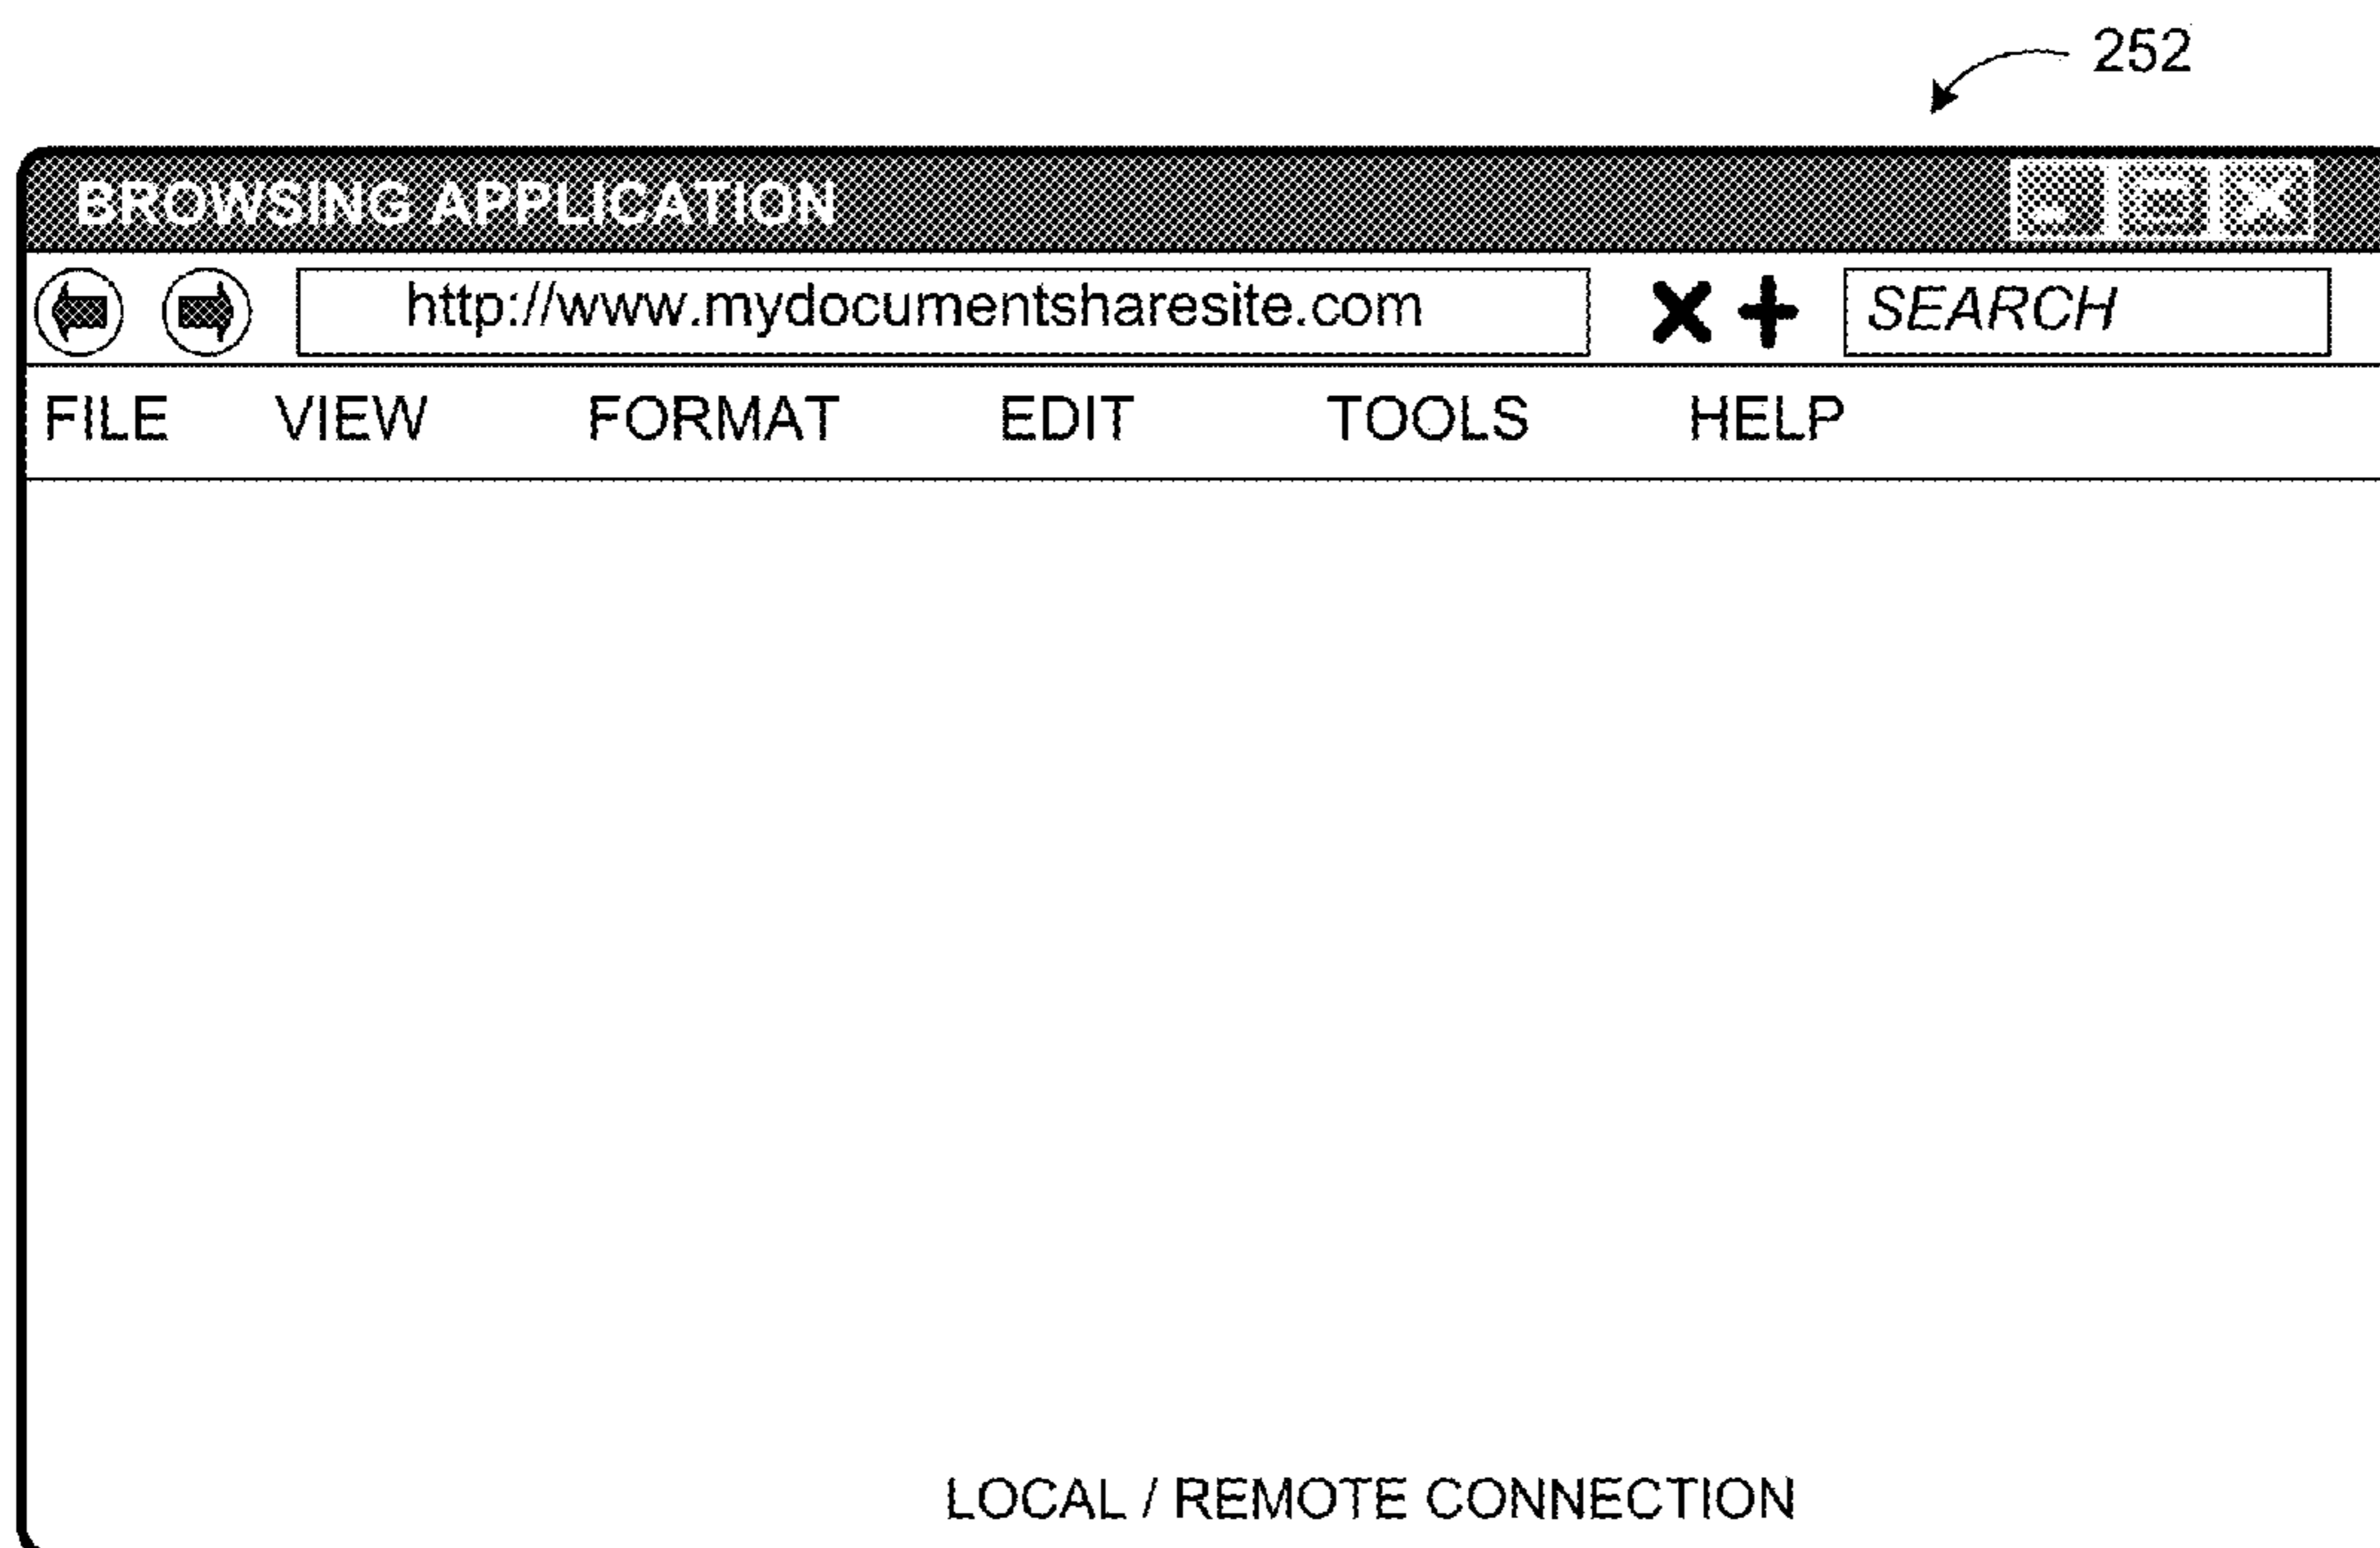 252
BROWSING APPLICATION
http://www.mydocumentsharesite.com SEARCH
FILE VIEW FORMAT EDIT TOOLS HELP
LOCAL / REMOTE CONNECTION